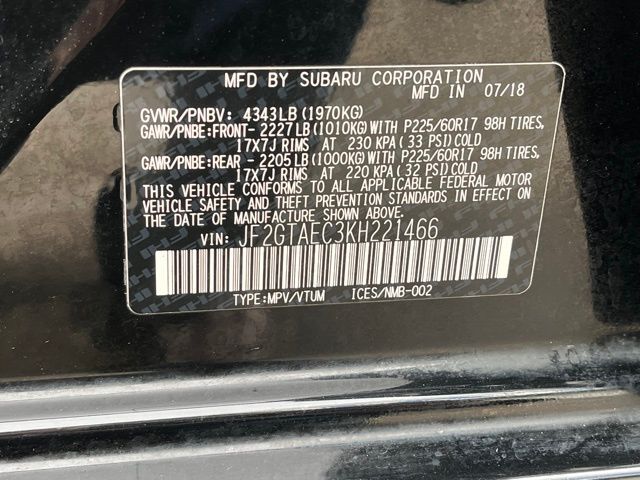 MFD BY SUBARU CORPORATION
MFD IN 07/18
GVWR/PNBV: 4343LB (1970KG)
GAWR/PNBE:FRONT- 2227LB (1010KG) WITH P225/60R17 98H TIRES,
17X7J RIMS AT 230 KPA ( 33 PSI) COLD
GAWR/PNBE:REAR - 2205LB (1000KG) WITH P225/60R17 98H TIRES,
17X7J RIMS AT 220 KPA ( 32 PSI) COLD
THIS VEHICLE CONFORMS TO ALL APPLICABLE FEDERAL MOTOR
VEHICLE SAFETY AND THEFT PREVENTION STANDARDS IN EFFECT ON
THE DATE OF MANUFACTURE SHOWN ABOVE.
VIN: JF2GTAEC3KH221466
TYPE:MPV/VTUM ICES/NMB-002